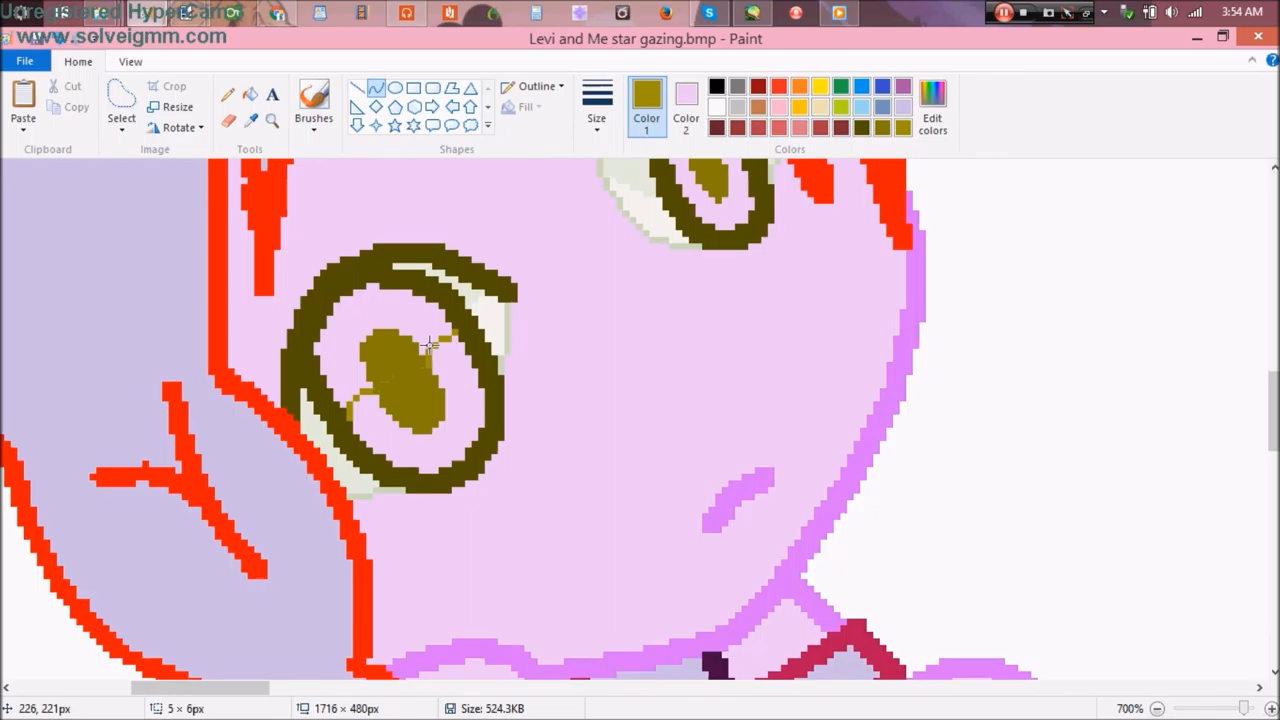 Unregistered Hypercam 3
www.solveigmm.com
3:54 AM
Levi and Me star gazing.bmp - Paint
File Home View
Paste
Cut
Copy
Clipboard
Select
Crop
Resize
Rotate
Image
A
Tools
Brushes
Outline
Fill
Shapes
Size
Color 1
Color 2
Edit colors
Colors
226, 221px
5 × 6px
1716 × 480px
Size: 524.3KB
700%